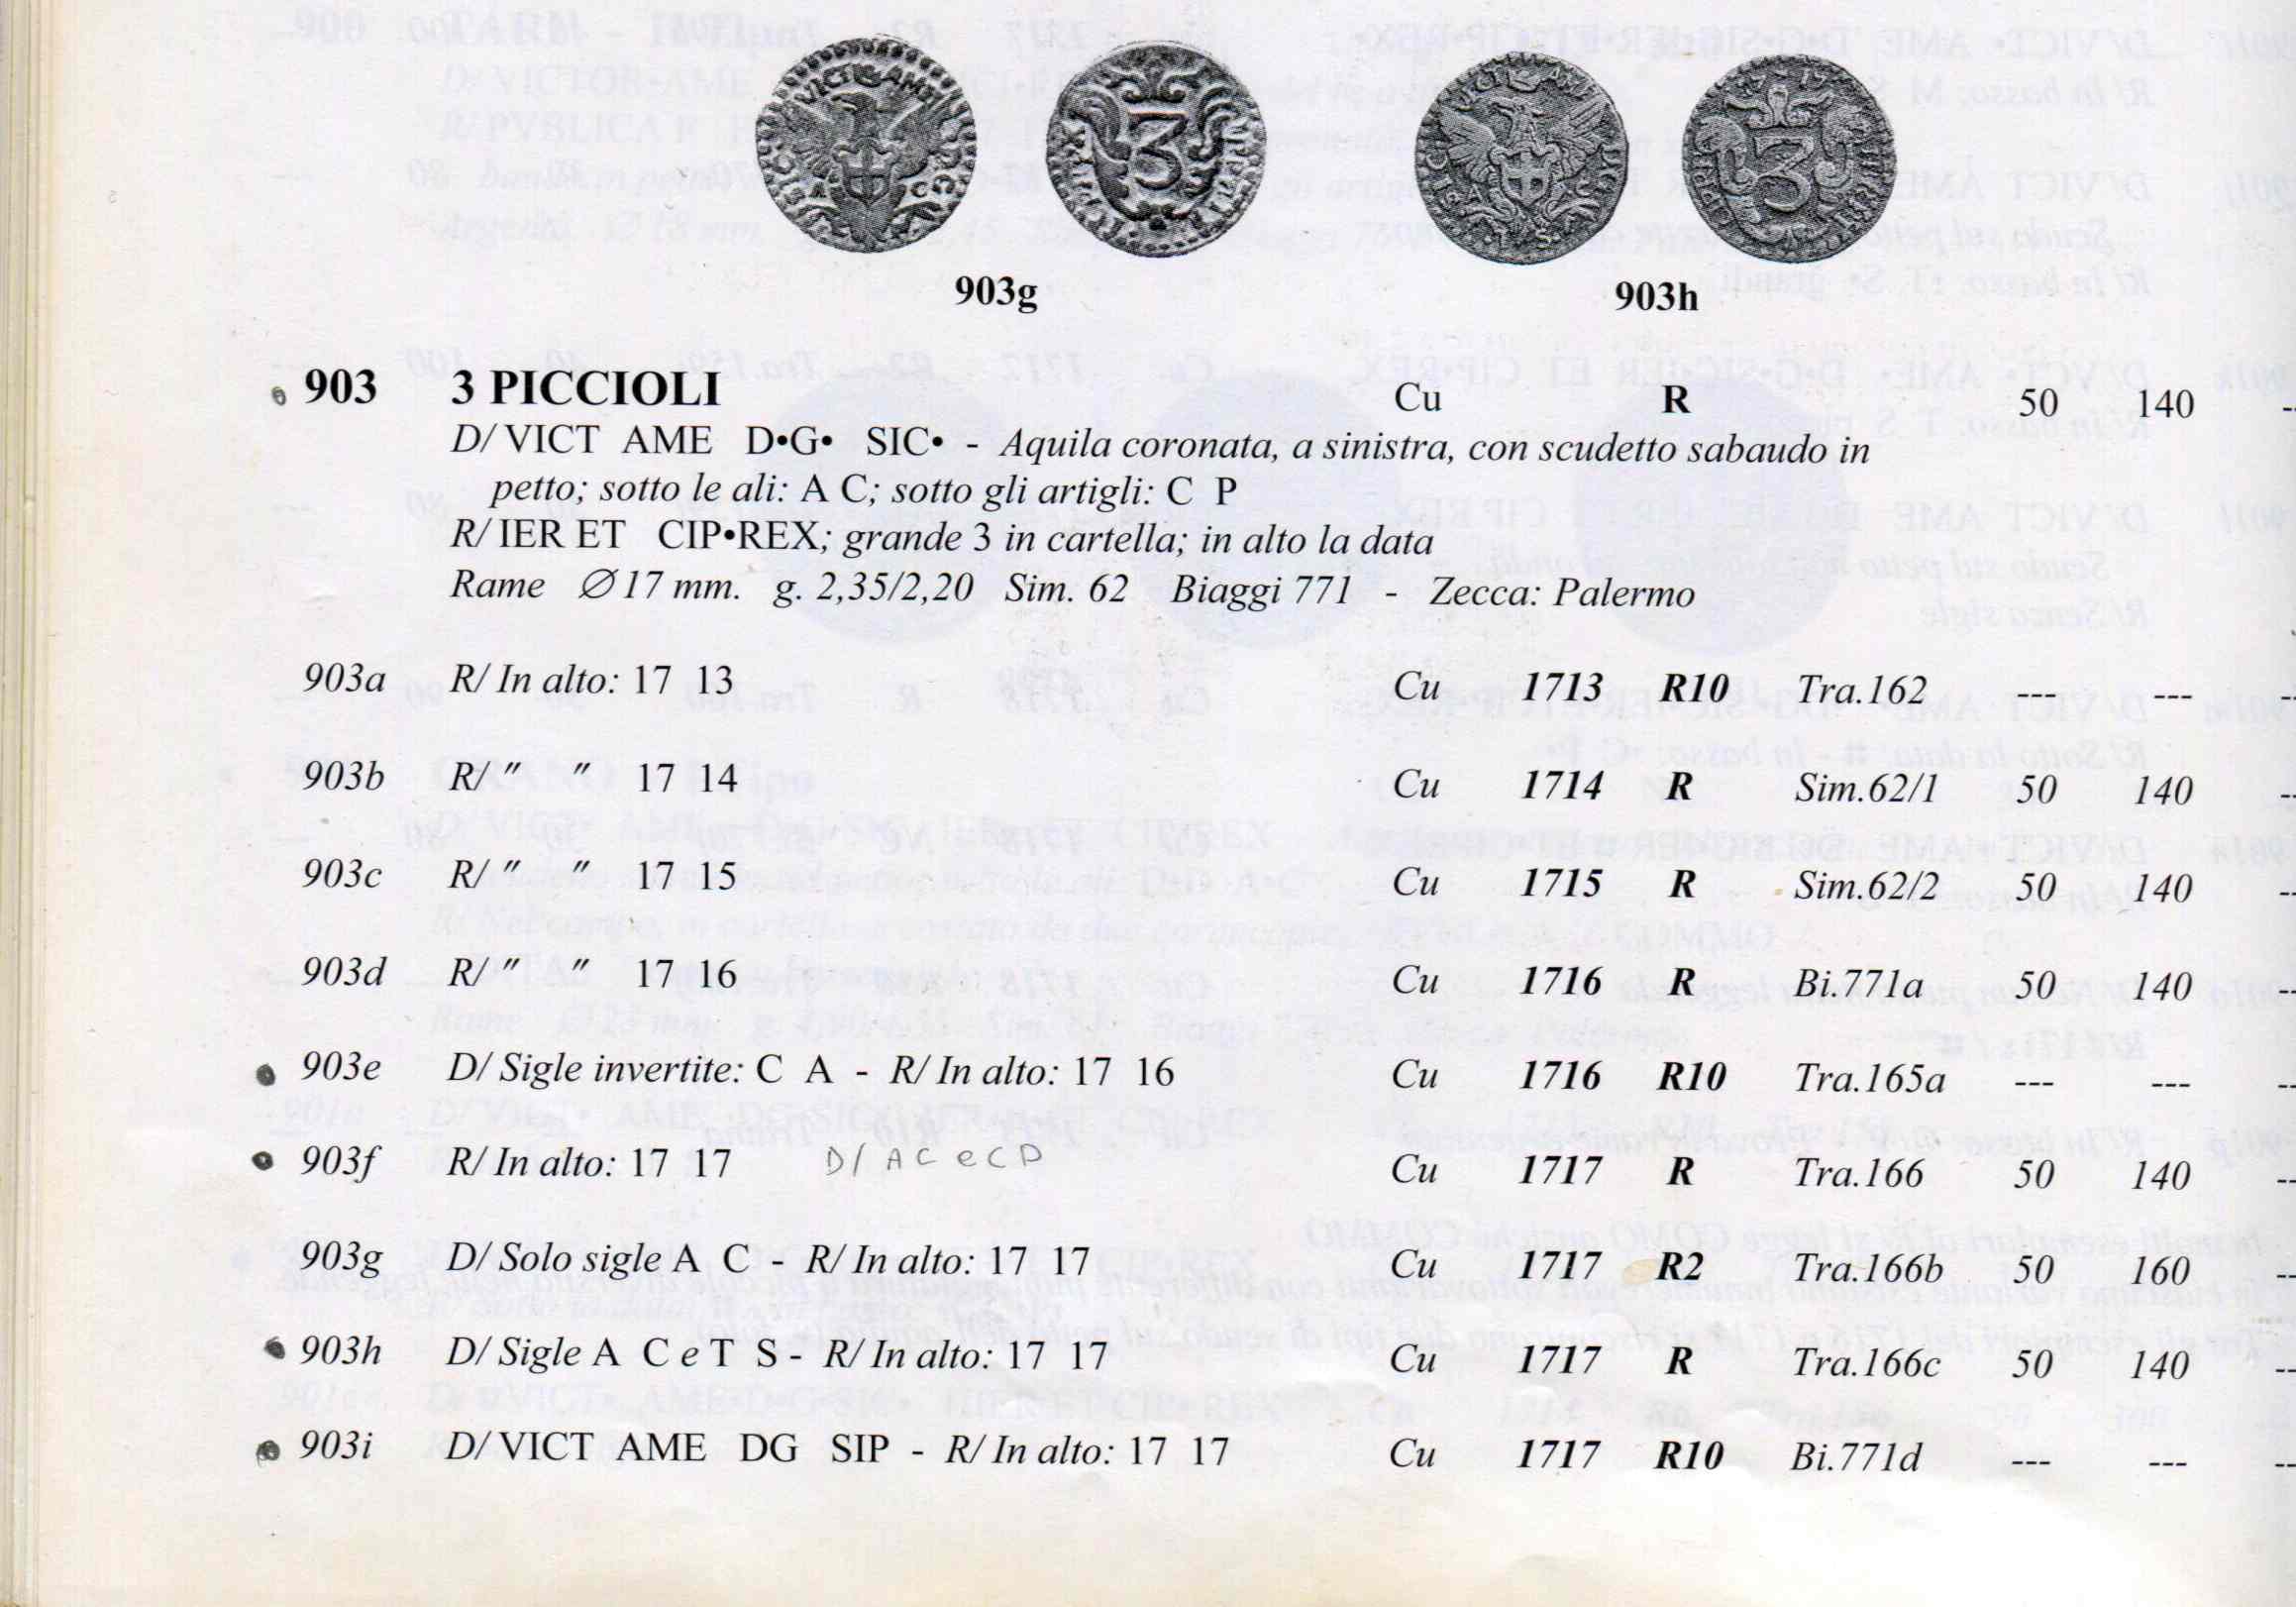 903g 903h
903 3 PICCIOLI Cu R 50 140
D/ VICT AME D•G• SIC• - Aquila coronata, a sinistra, con scudetto sabaudo in
petto; sotto le ali: A C; sotto gli artigli: C P
R/ IER ET CIP•REX; grande 3 in cartella; in alto la data
Rame Ø 17 mm. g. 2,35/2,20 Sim. 62 Biaggi 771 - Zecca: Palermo
903a R/ In alto: 17 13 Cu 1713 R10 Tra.162 --- ---
903b R/ " " 17 14 Cu 1714 R Sim.62/1 50 140
903c R/ " " 17 15 Cu 1715 R Sim.62/2 50 140
903d R/ " " 17 16 Cu 1716 R Bi.771a 50 140
903e D/ Sigle invertite: C A - R/ In alto: 17 16 Cu 1716 R10 Tra.165a --- ---
903f R/ In alto: 17 17 D/ AC e CP Cu 1717 R Tra.166 50 140
903g D/ Solo sigle A C - R/ In alto: 17 17 Cu 1717 R2 Tra.166b 50 160
903h D/ Sigle A C e T S - R/ In alto: 17 17 Cu 1717 R Tra.166c 50 140
903i D/ VICT AME DG SIP - R/ In alto: 17 17 Cu 1717 R10 Bi.771d --- ---